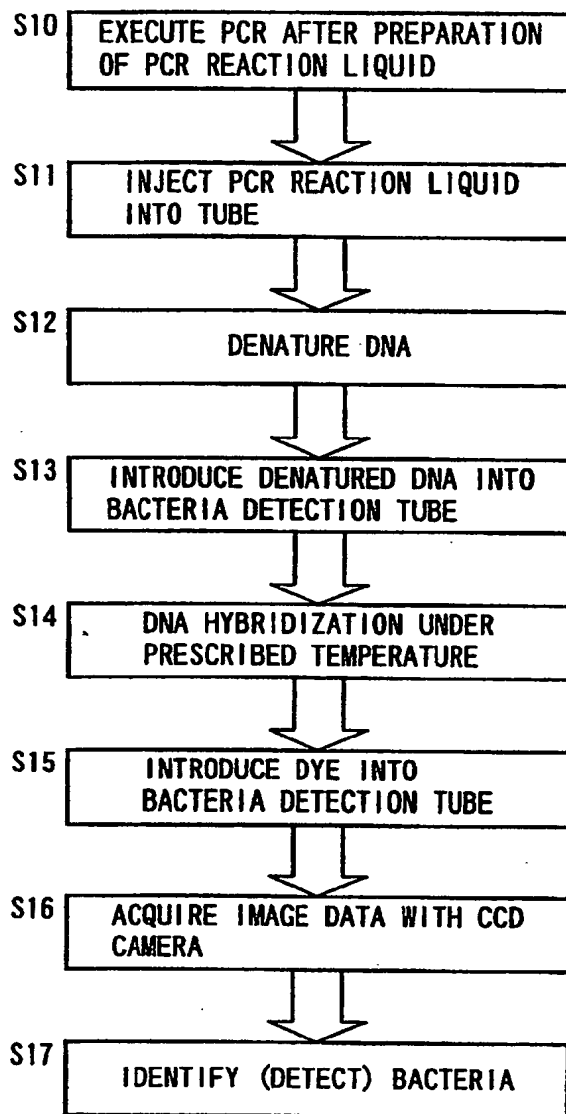 S10 EXECUTE PCR AFTER PREPARATION
OF PCR REACTION LIQUID
S11 INJECT PCR REACTION LIQUID
INTO TUBE
S12 DENATURE DNA
S13 INTRODUCE DENATURED DNA INTO
BACTERIA DETECTION TUBE
S14 DNA HYBRIDIZATION UNDER
PRESCRIBED TEMPERATURE
S15 INTRODUCE DYE INTO
BACTERIA DETECTION TUBE
S16 ACQUIRE IMAGE DATA WITH CCD
CAMERA
S17 IDENTIFY (DETECT) BACTERIA